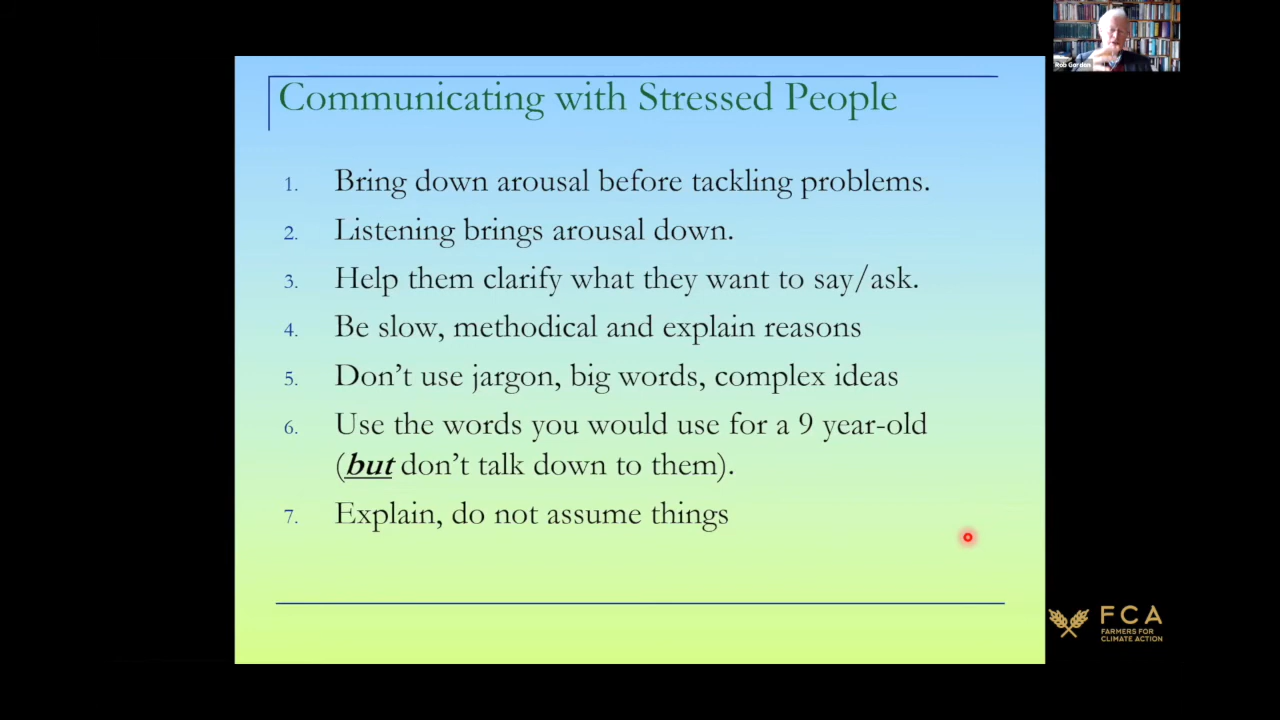 Rob Gordon
Communicating with Stressed People
1. Bring down arousal before tackling problems.
2. Listening brings arousal down.
3. Help them clarify what they want to say/ask.
4. Be slow, methodical and explain reasons
5. Don’t use jargon, big words, complex ideas
6. Use the words you would use for a 9 year-old
(but don’t talk down to them).
7. Explain, do not assume things
FCA
FARMERS FOR
CLIMATE ACTION